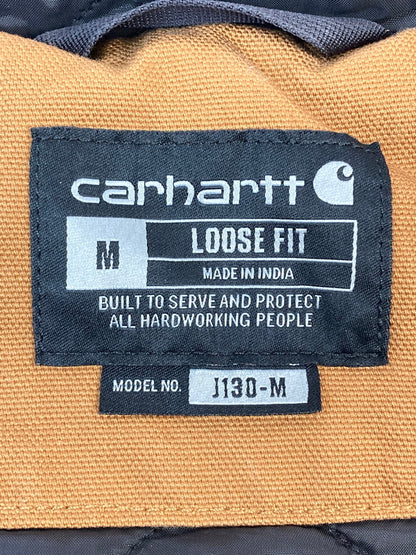 carhartt
M
LOOSE FIT
MADE IN INDIA
BUILT TO SERVE AND PROTECT
ALL HARDWORKING PEOPLE
MODEL NO. J130-M